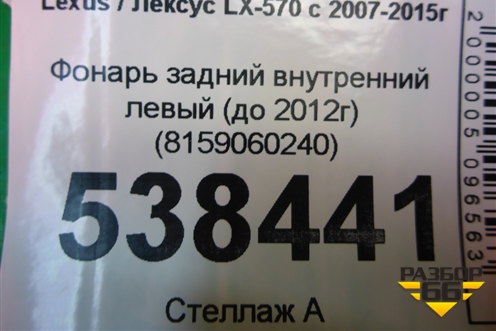 Lexus / Лексус LX-570 с 2007-2015г
Фонарь задний внутренний
левый (до 2012г)
(8159060240)
538441
Стеллаж А
2000005096563
РАЗБОР
66